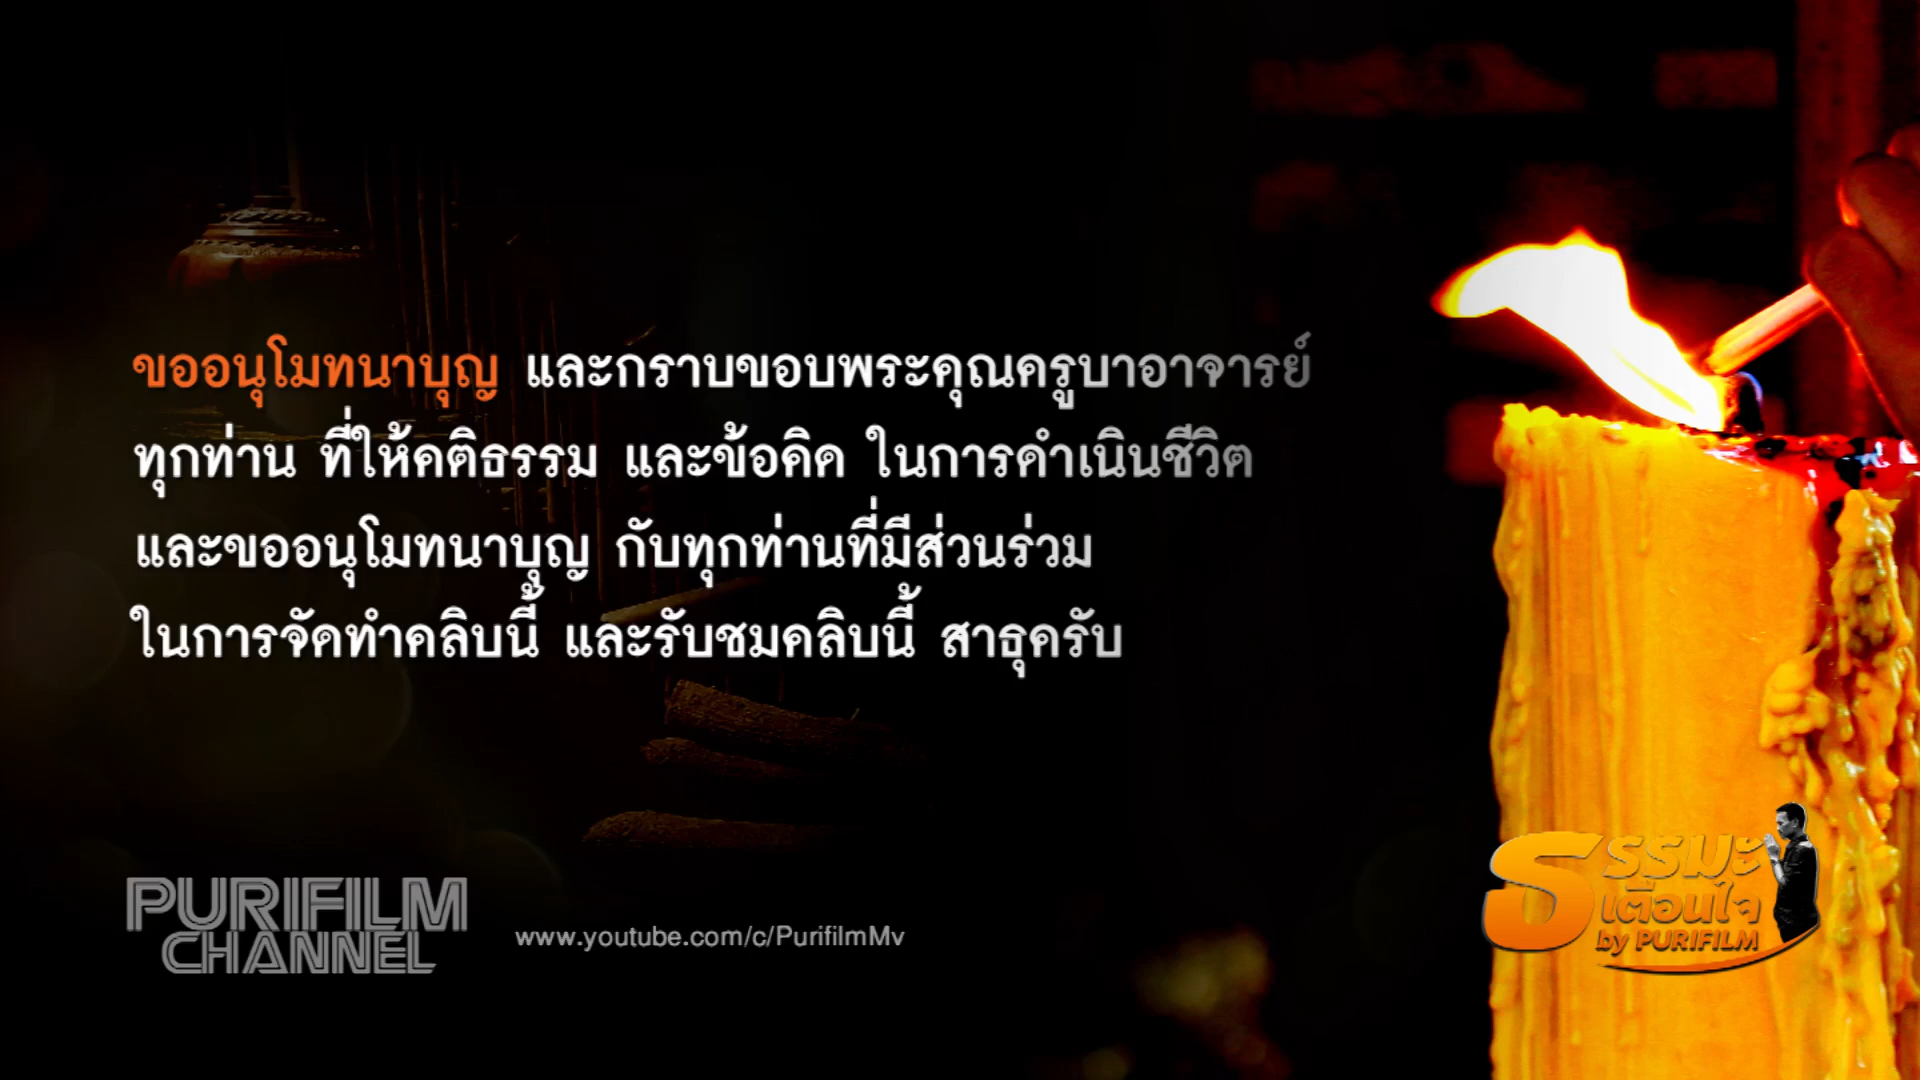 ขออนุโมทนาบุญ และกราบขอบพระคุณครูบาอาจารย์
ทุกท่าน ที่ให้คติธรรม และข้อคิด ในการดำเนินชีวิต
และขออนุโมทนาบุญ กับทุกท่านที่มีส่วนร่วม
ในการจัดทำคลิบนี้ และรับชมคลิบนี้ สาธุครับ
PURIFILM
CHANNEL
www.youtube.com/c/PurifilmMv
ธรรมะ
เตือนใจ
by PURIFILM